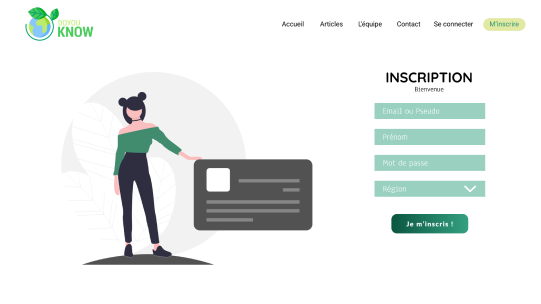 DOYOU
KNOW
Accueil Articles L'équipe Contact Se connecter M'inscrire
INSCRIPTION
Bienvenue
Email ou Pseudo
Prénom
Mot de passe
Région
Je m'inscris !